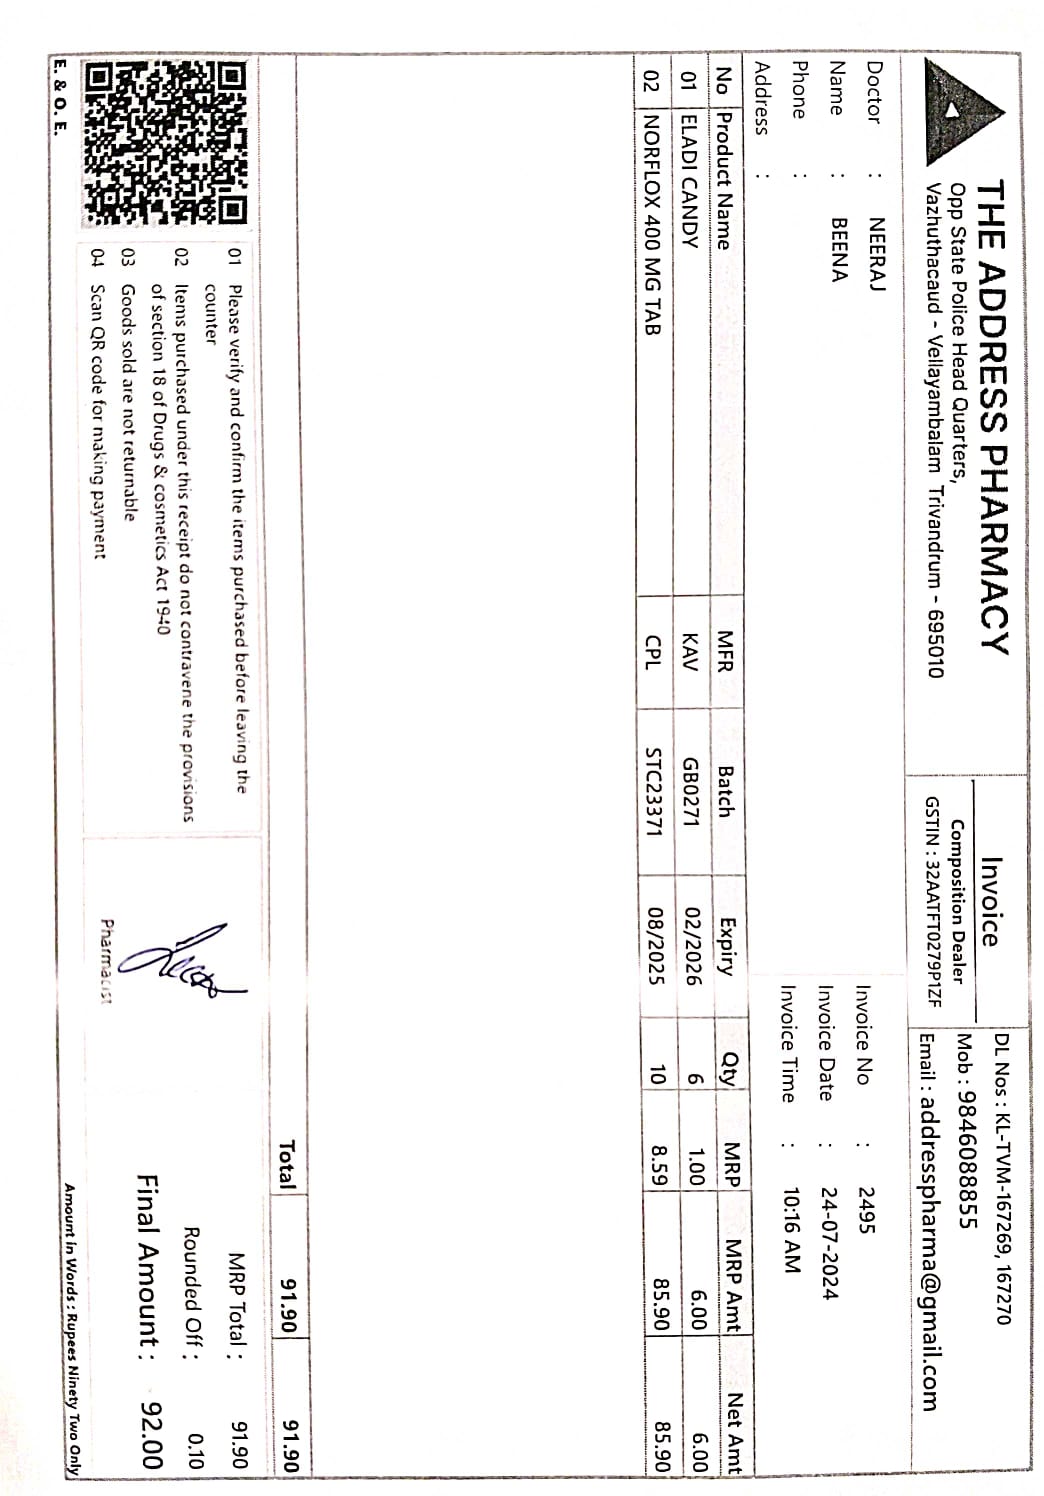 THE ADDRESS PHARMACY
Opp State Police Head Quarters,
Vazhuthacaud - Vellayambalam Trivandrum - 695010
Invoice
Composition Dealer
GSTIN : 32AATFT0279P1ZF
DL Nos : KL-TVM-167269, 167270
Mob : 9846088855
Email : addresspharma@gmail.com
Doctor : NEERAJ
Name : BEENA
Phone :
Address :
Invoice No : 2495
Invoice Date : 24-07-2024
Invoice Time : 10:16 AM
No Product Name MFR Batch Expiry Qty MRP MRP Amt Net Amt
01 ELADI CANDY KAV GB0271 02/2026 6 1.00 6.00 6.00
02 NORFLOX 400 MG TAB CPL STC23371 08/2025 10 8.59 85.90 85.90
Total 91.90 91.90
01 Please verify and confirm the items purchased before leaving the
counter
02 Items purchased under this receipt do not contravene the provisions
of section 18 of Drugs & cosmetics Act 1940
03 Goods sold are not returnable
04 Scan QR code for making payment
E. & O. E.
Pharmacist
MRP Total : 91.90
Rounded Off : 0.10
Final Amount : 92.00
Amount in Words : Rupees Ninety Two Only